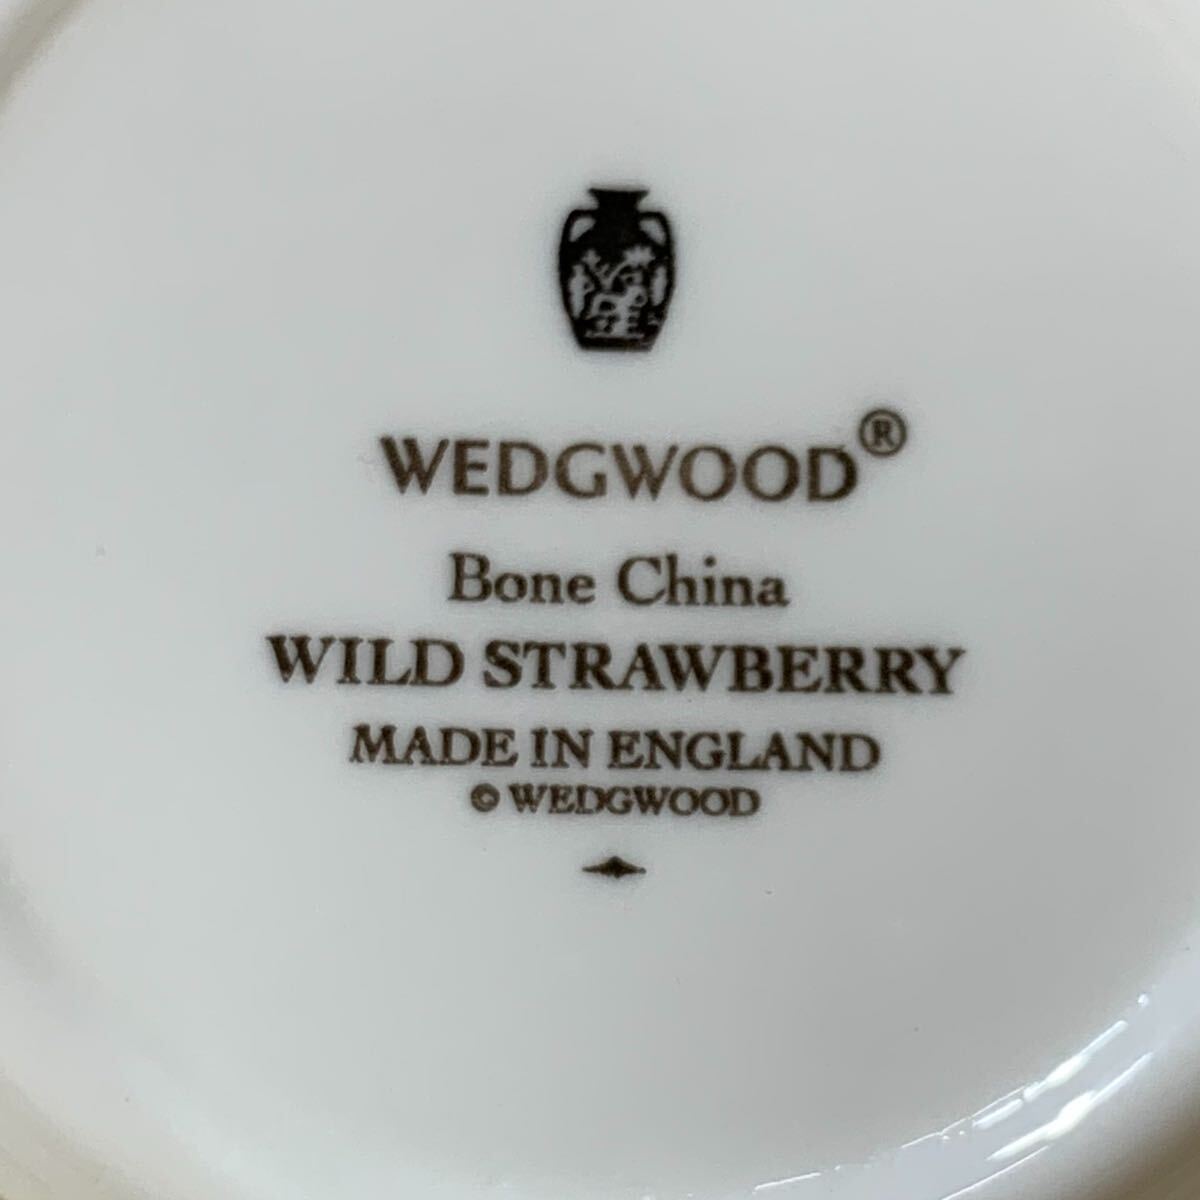 WEDGWOOD®
Bone China
WILD STRAWBERRY
MADE IN ENGLAND
© WEDGWOOD